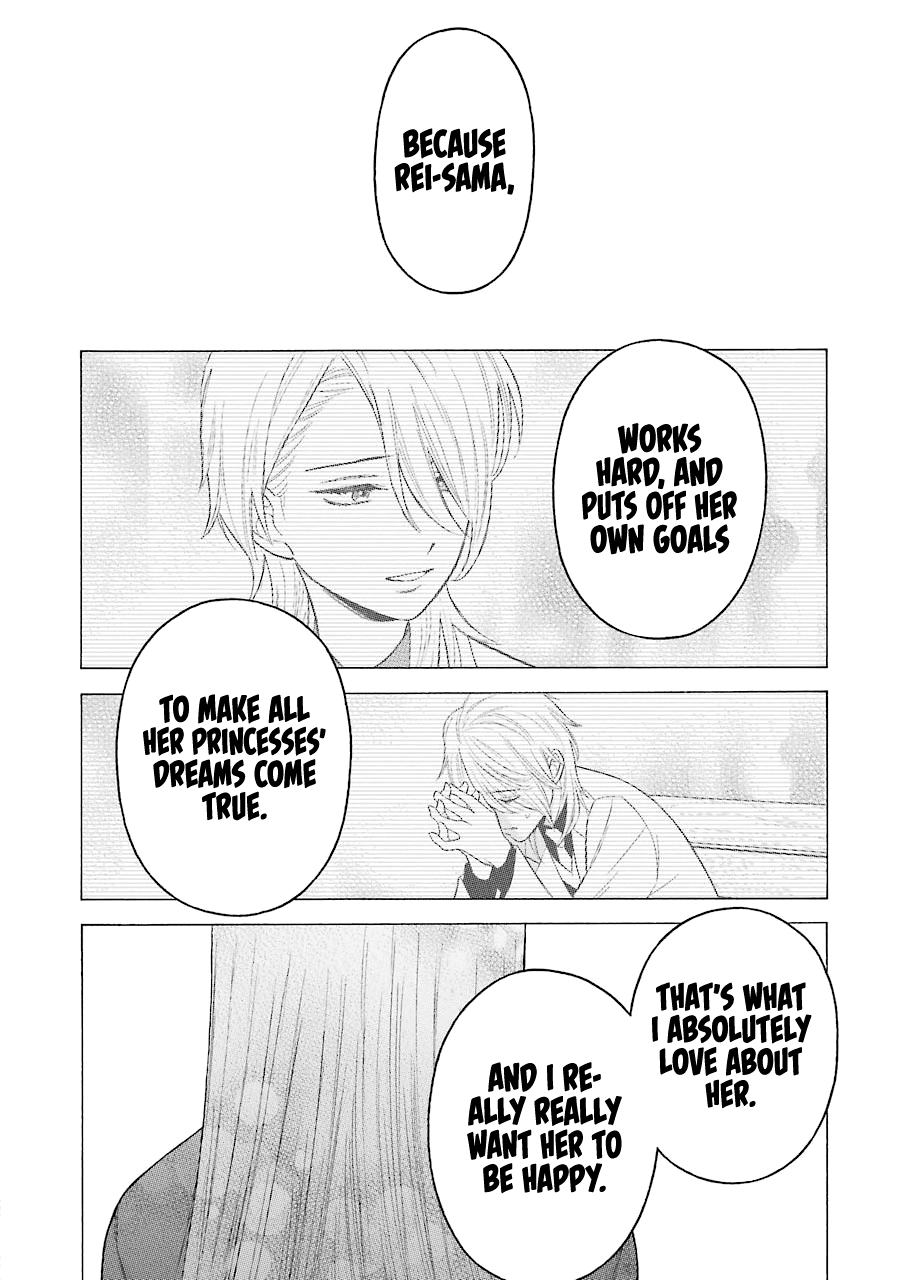 BECAUSE
REI-SAMA,
WORKS
HARD, AND
PUTS OFF HER
OWN GOALS
TO MAKE ALL
HER PRINCESSES'
DREAMS COME
TRUE.
THAT'S WHAT
I ABSOLUTELY
LOVE ABOUT
HER.
AND I RE-
ALLY REALLY
WANT HER TO
BE HAPPY.